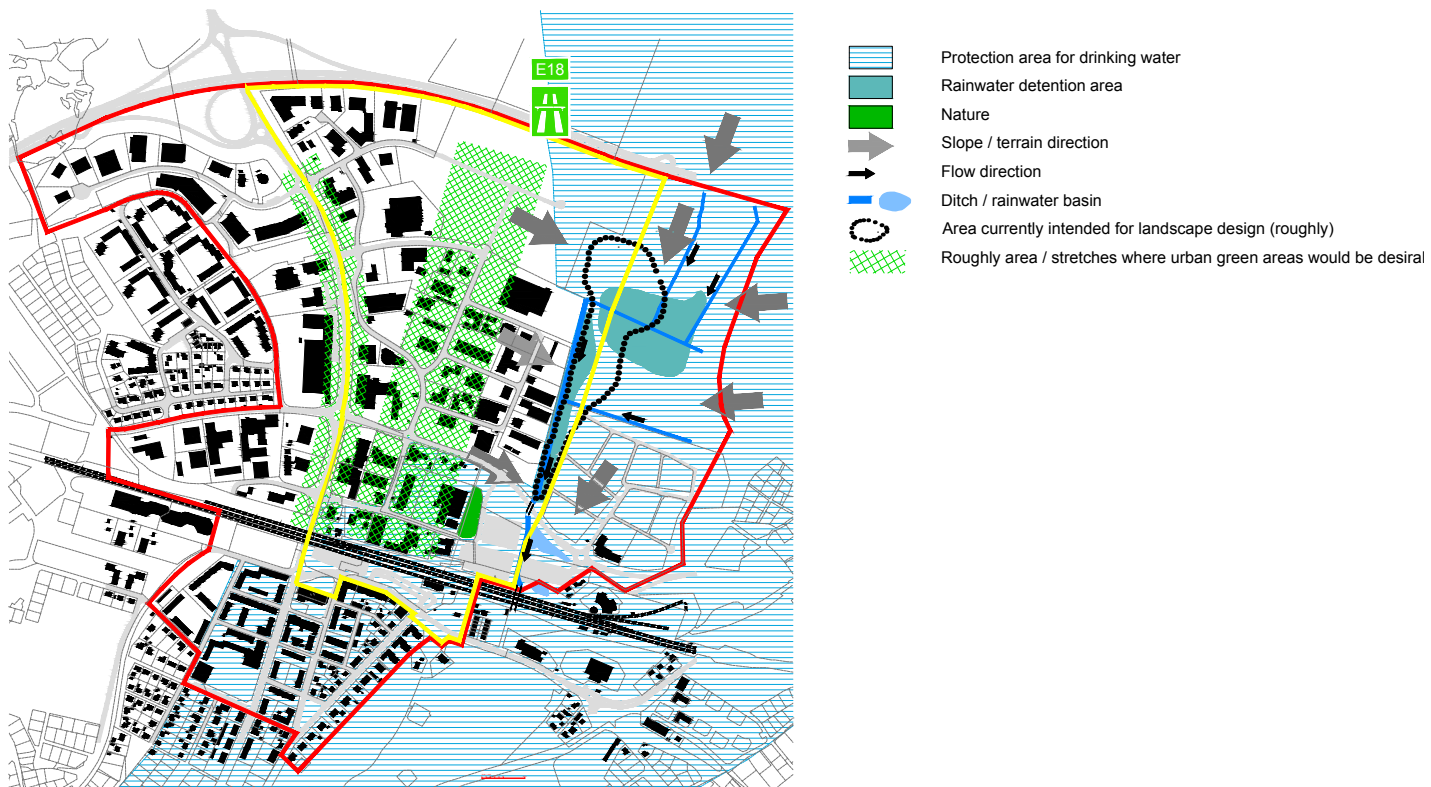 E18
Protection area for drinking water
Rainwater detention area
Nature
Slope / terrain direction
Flow direction
Ditch / rainwater basin
Area currently intended for landscape design (roughly)
Roughly area / stretches where urban green areas would be desiral